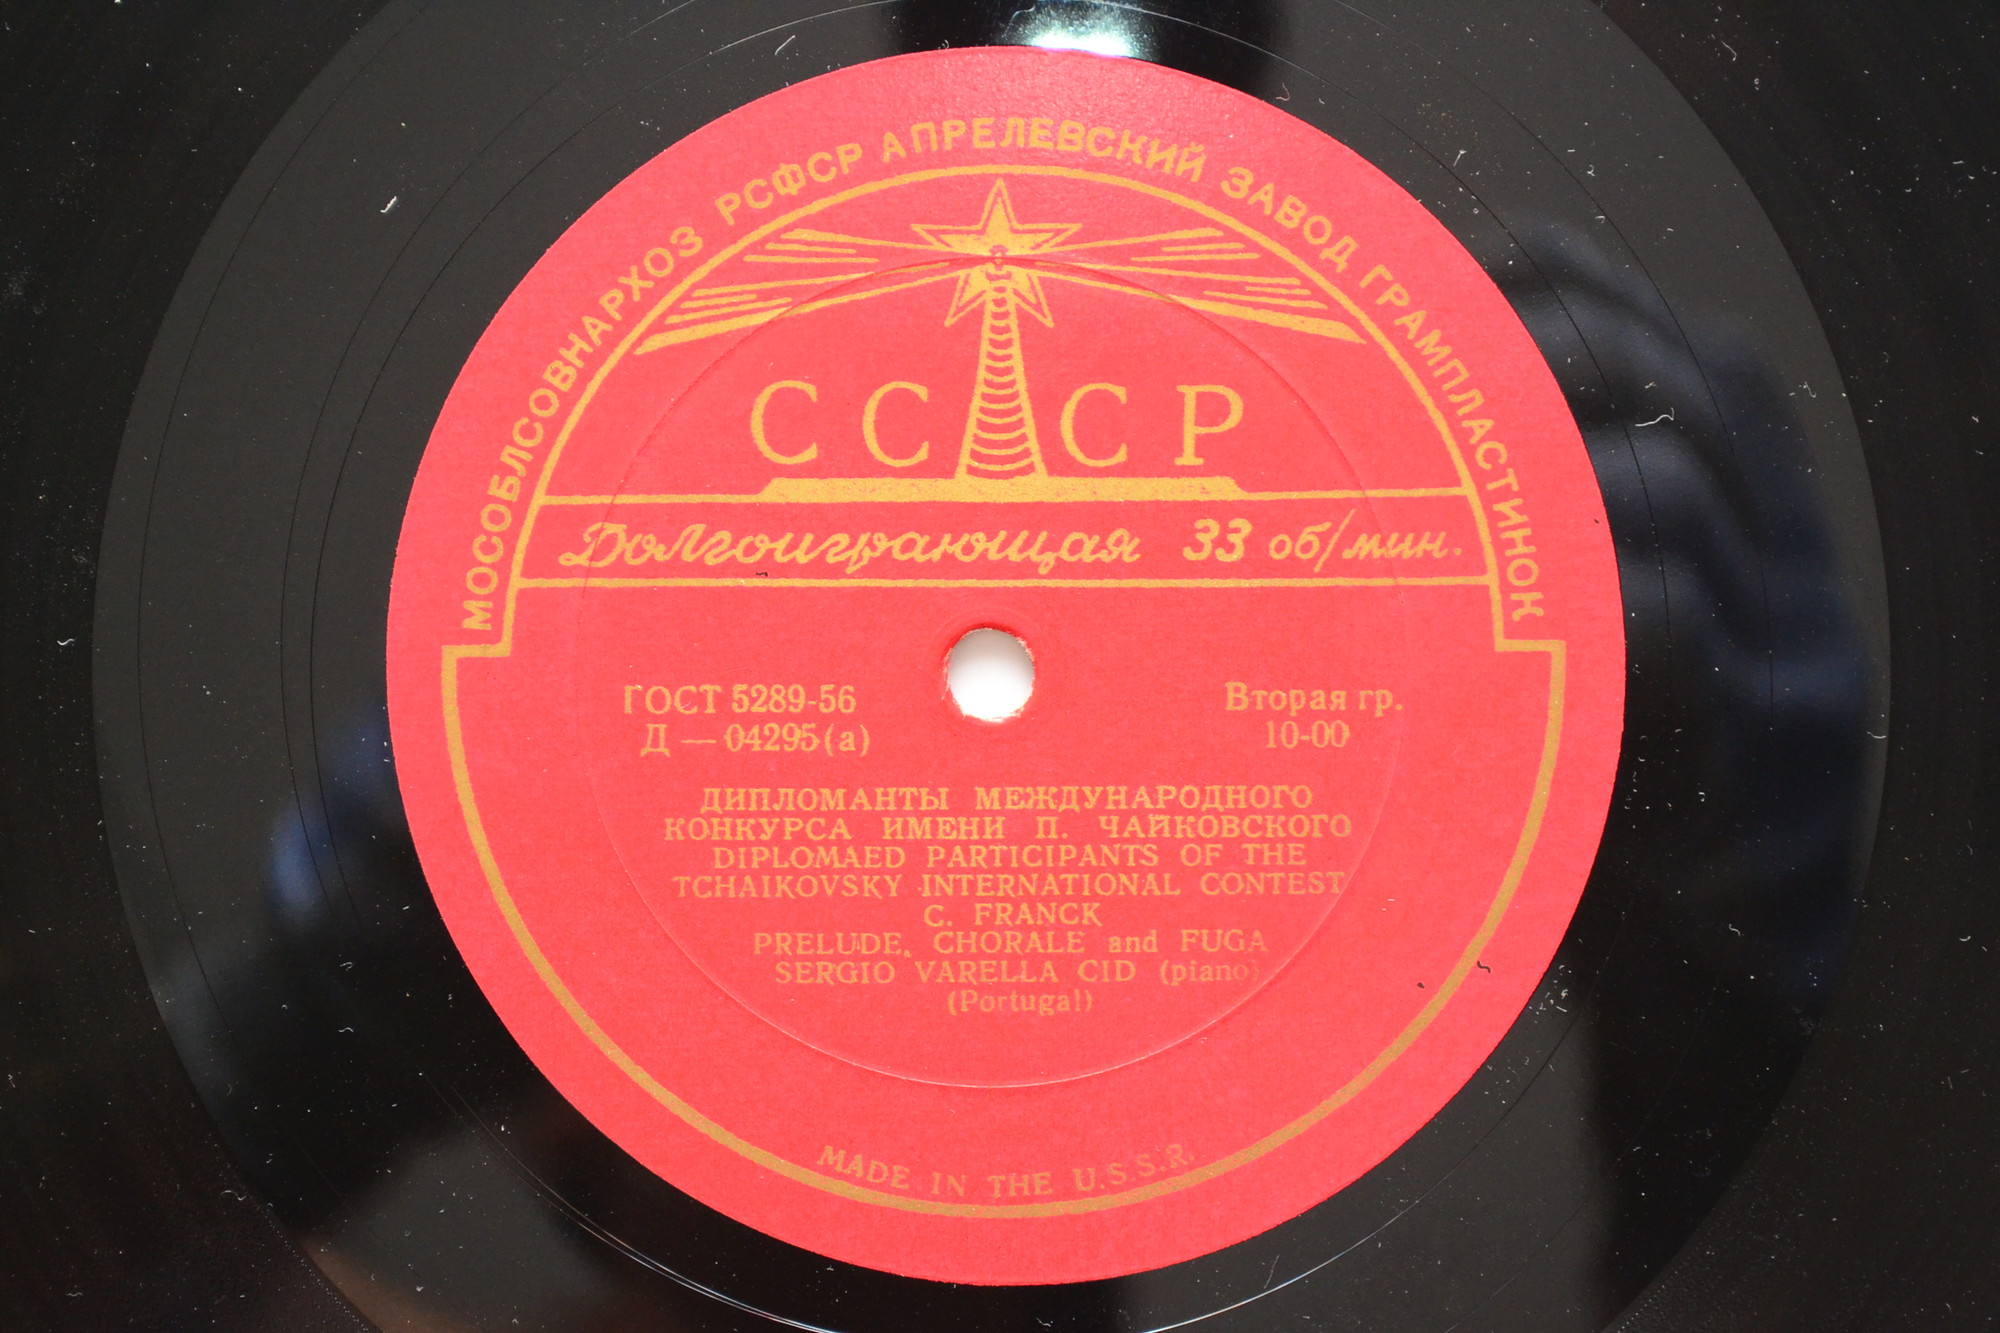 МОСОБЛСОВНАРХОЗ РСФСР АПРЕЛЕВСКИЙ ЗАВОД ГРАМПЛАСТИНОК
СССР
Долгоиграющая 33 об/мин.
ГОСТ 5289-56
Д — 04295(а)
Вторая гр.
10-00
ДИПЛОМАНТЫ МЕЖДУНАРОДНОГО
КОНКУРСА ИМЕНИ П. ЧАЙКОВСКОГО
DIPLOMAED PARTICIPANTS OF THE
TCHAIKOVSKY INTERNATIONAL CONTEST
C. FRANCK
PRELUDE, CHORALE and FUGA
SERGIO VARELLA CID (piano)
(Portugal)
MADE IN THE U.S.S.R.